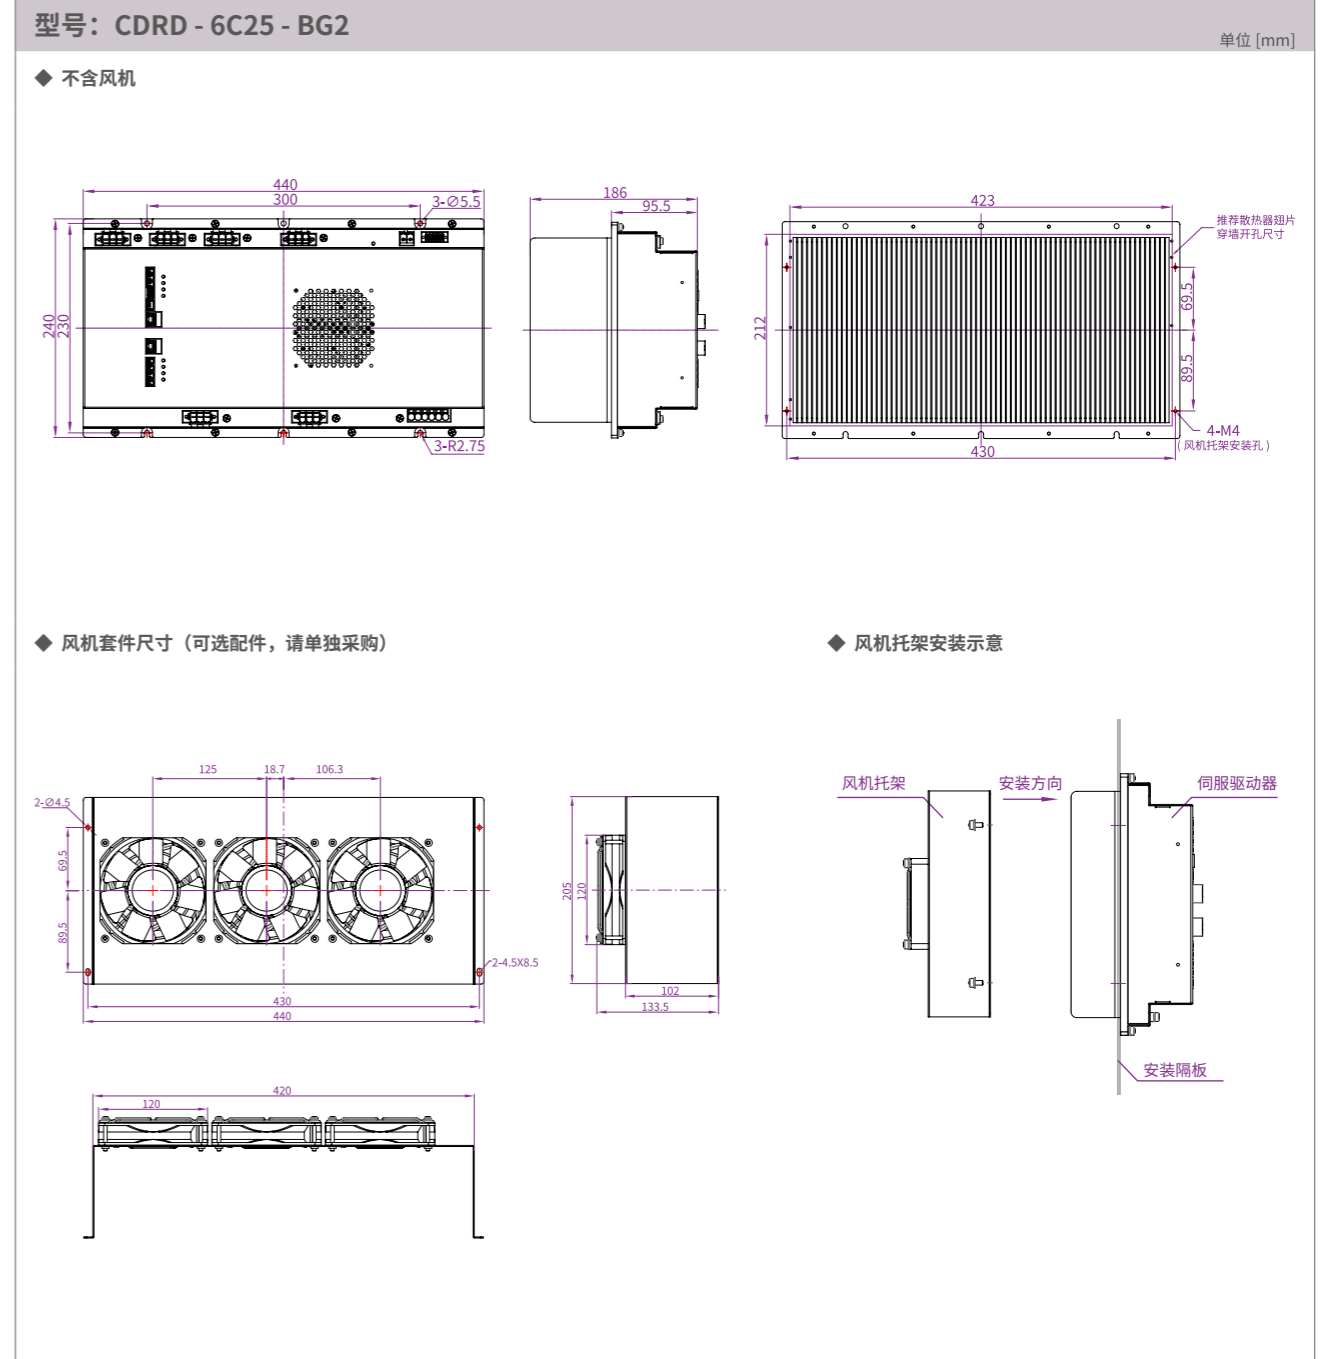 型号：CDRD - 6C25 - BG2
单位 [mm]
◆ 不含风机
440
300
3-∅5.5
240
230
3-R2.75
186
95.5
423
推荐散热器翅片
穿墙开孔尺寸
212
69.5
89.5
4-M4
( 风机托架安装孔 )
430
◆ 风机套件尺寸（可选配件，请单独采购）
◆ 风机托架安装示意
125
18.7
106.3
2-∅4.5
69.5
89.5
2-4.5X8.5
430
440
205
120
102
133.5
风机托架
安装方向
伺服驱动器
安装隔板
420
120